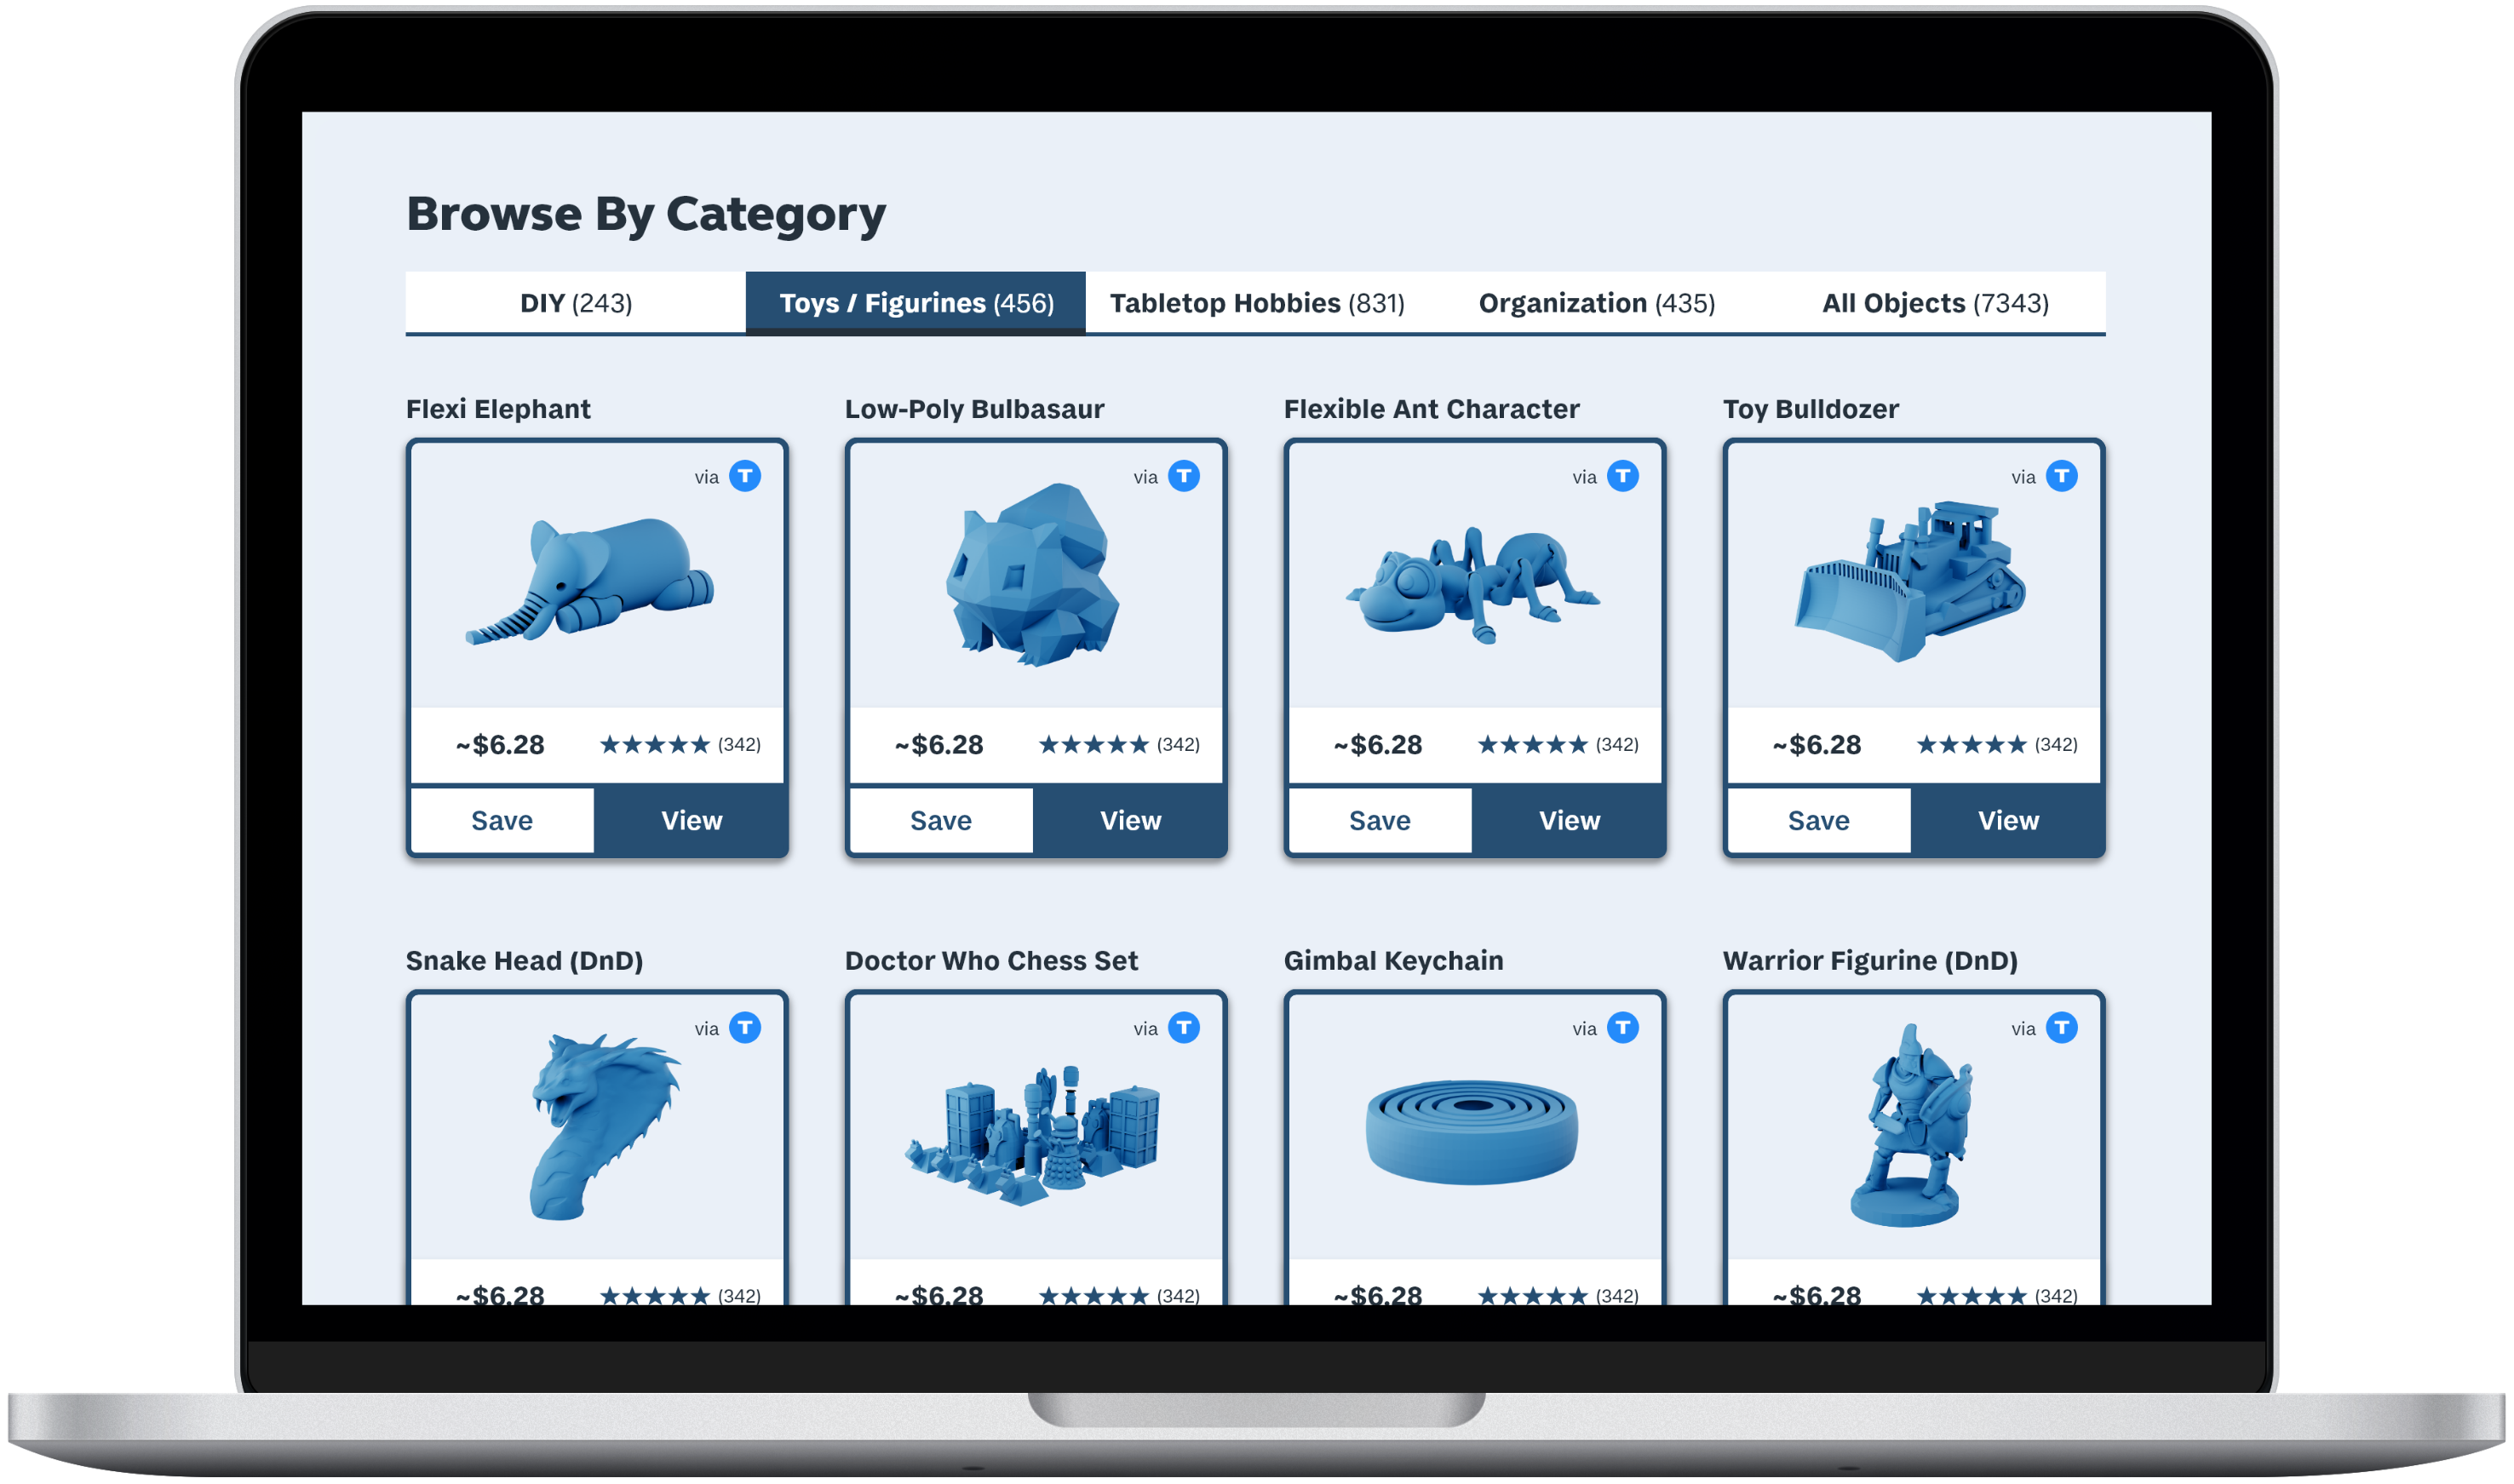 Browse By Category
DIY (243) Toys / Figurines (456) Tabletop Hobbies (831) Organization (435) All Objects (7343)
Flexi Elephant Low-Poly Bulbasaur Flexible Ant Character Toy Bulldozer
via T via T via T via T
~$6.28 ★★★★★ (342) ~$6.28 ★★★★★ (342) ~$6.28 ★★★★★ (342) ~$6.28 ★★★★★ (342)
Save View Save View Save View Save View
Snake Head (DnD) Doctor Who Chess Set Gimbal Keychain Warrior Figurine (DnD)
via T via T via T via T
~$6.28 ★★★★★ (342) ~$6.28 ★★★★★ (342) ~$6.28 ★★★★★ (342) ~$6.28 ★★★★★ (342)